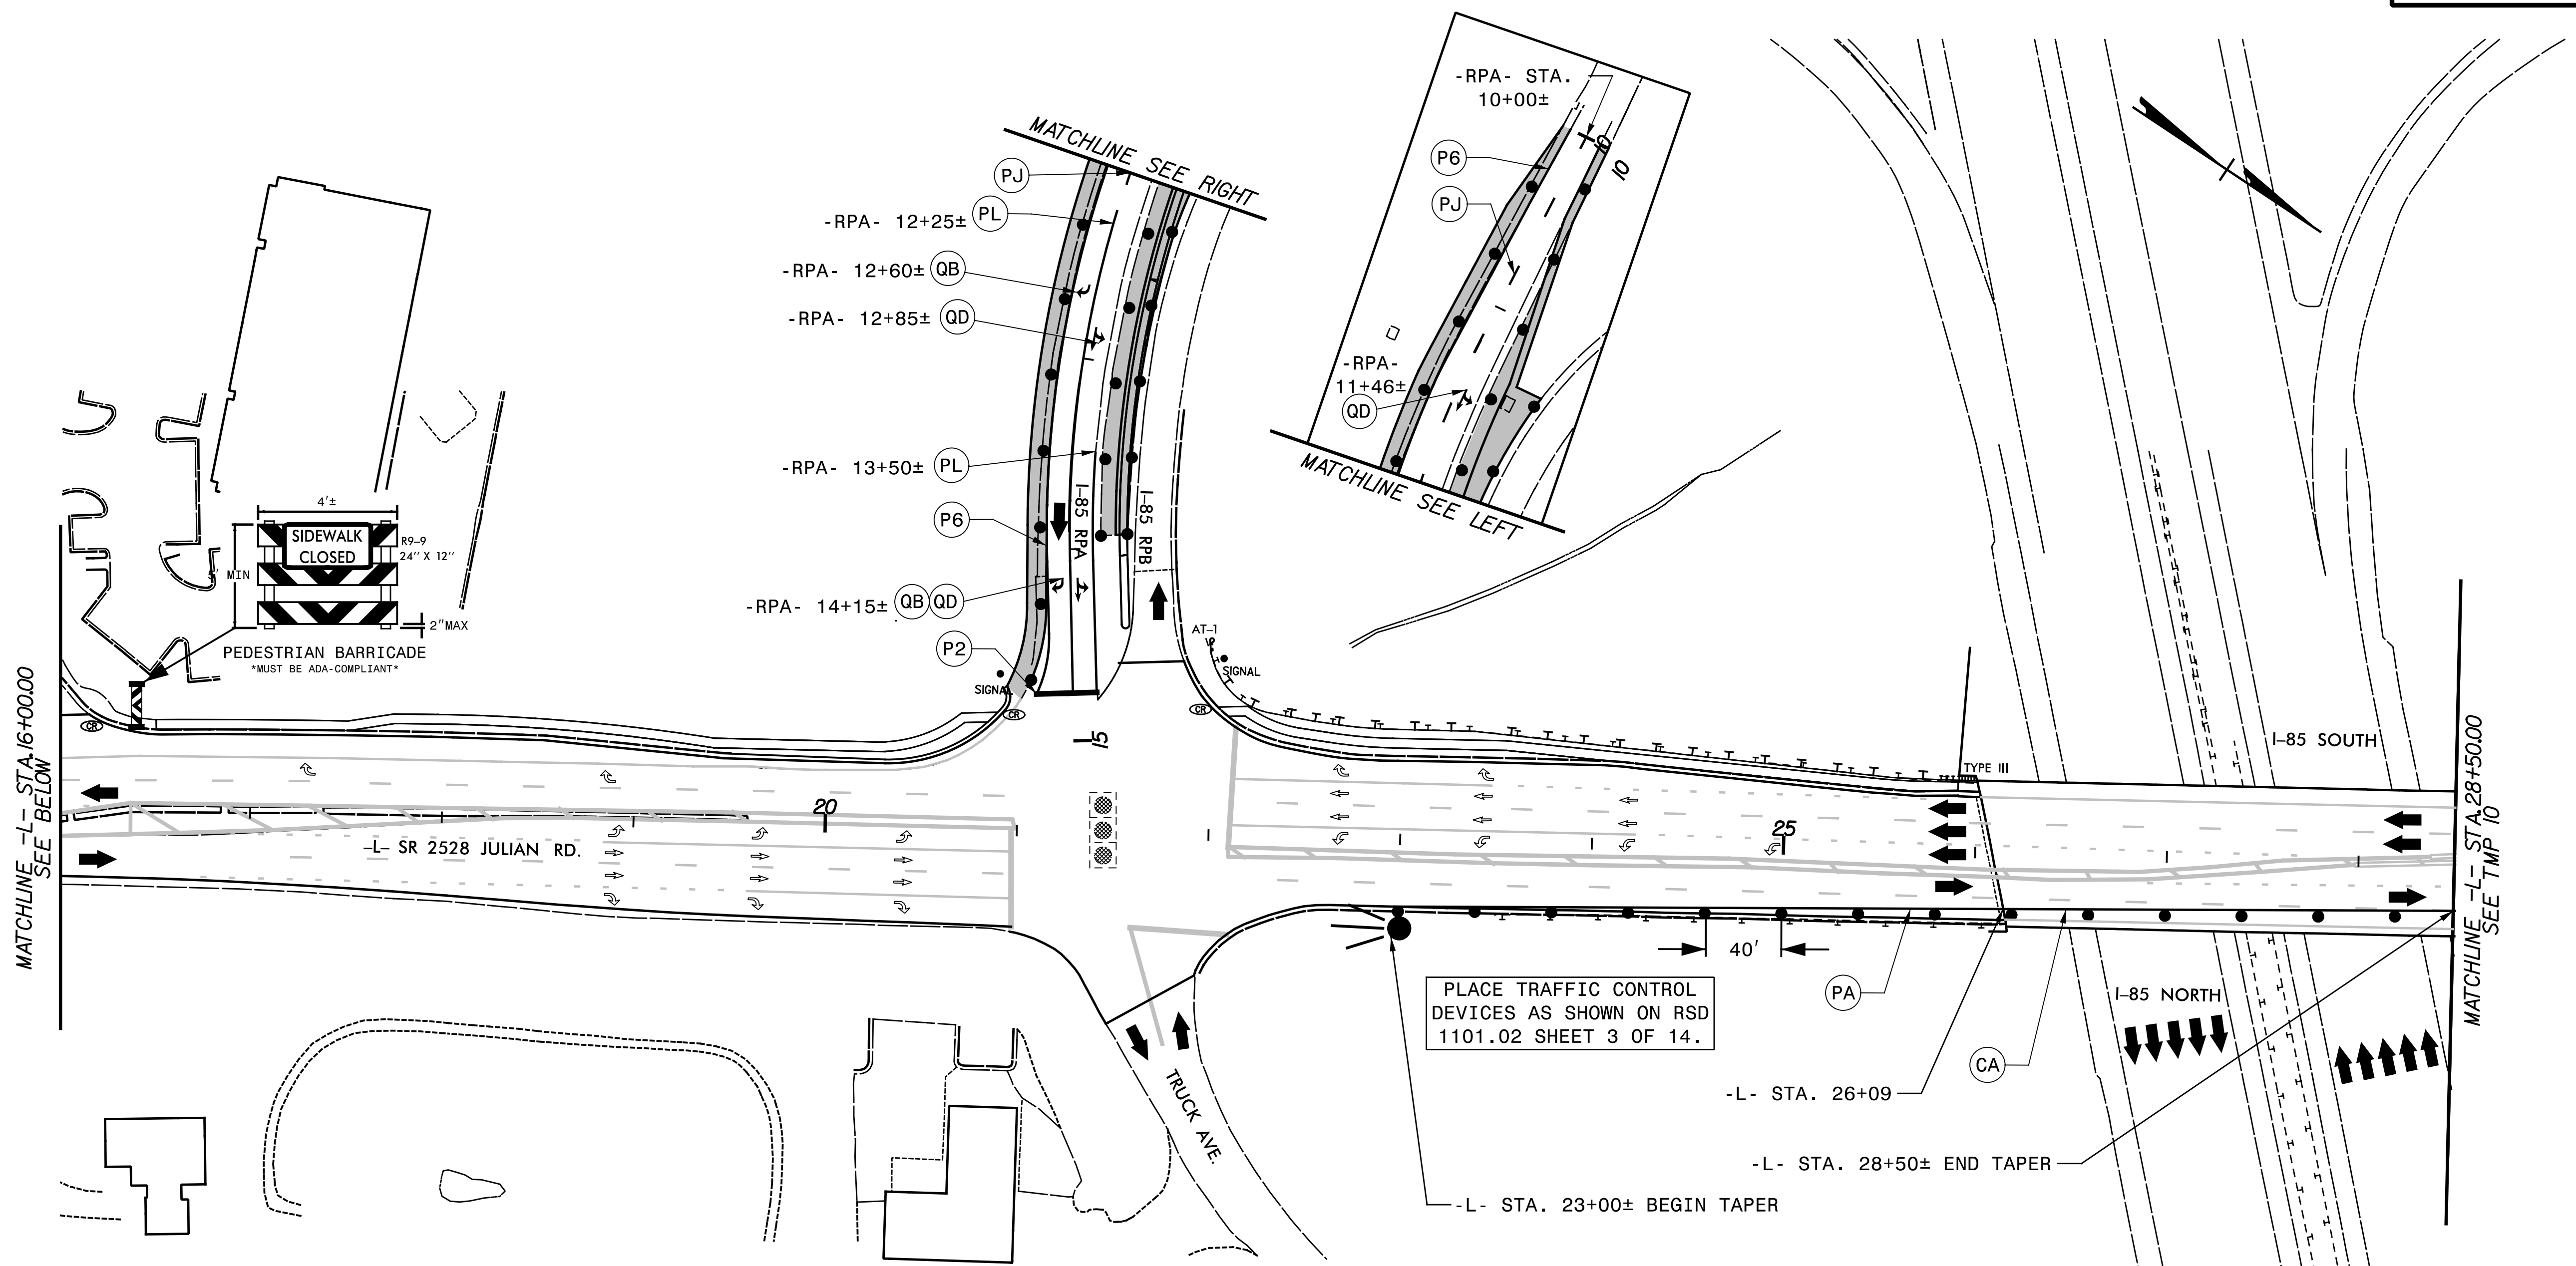 -RPA- STA.
10+00±
P6
PJ
10
10
-RPA-
11+46±
QD
MATCHLINE SEE LEFT
MATCHLINE SEE RIGHT
PJ
-RPA- 12+25± PL
-RPA- 12+60± QB
-RPA- 12+85± QD
-RPA- 13+50± PL
P6
I-85 RPA
I-85 RPB
-RPA- 14+15± QB QD
P2
SIGNAL
CR
15
AT-1
SIGNAL
CR
4'±
SIDEWALK
CLOSED
R9-9
24'' X 12''
5' MIN
2"MAX
PEDESTRIAN BARRICADE
*MUST BE ADA-COMPLIANT*
CR
MATCHLINE -L- STA.16+00.00
SEE BELOW
20
-L- SR 2528 JULIAN RD.
25
TYPE III
I-85 SOUTH
MATCHLINE -L- STA.28+50.00
SEE TMP 10
40'
PLACE TRAFFIC CONTROL
DEVICES AS SHOWN ON RSD
1101.02 SHEET 3 OF 14.
PA
CA
I-85 NORTH
-L- STA. 26+09
-L- STA. 28+50± END TAPER
-L- STA. 23+00± BEGIN TAPER
TRUCK AVE.